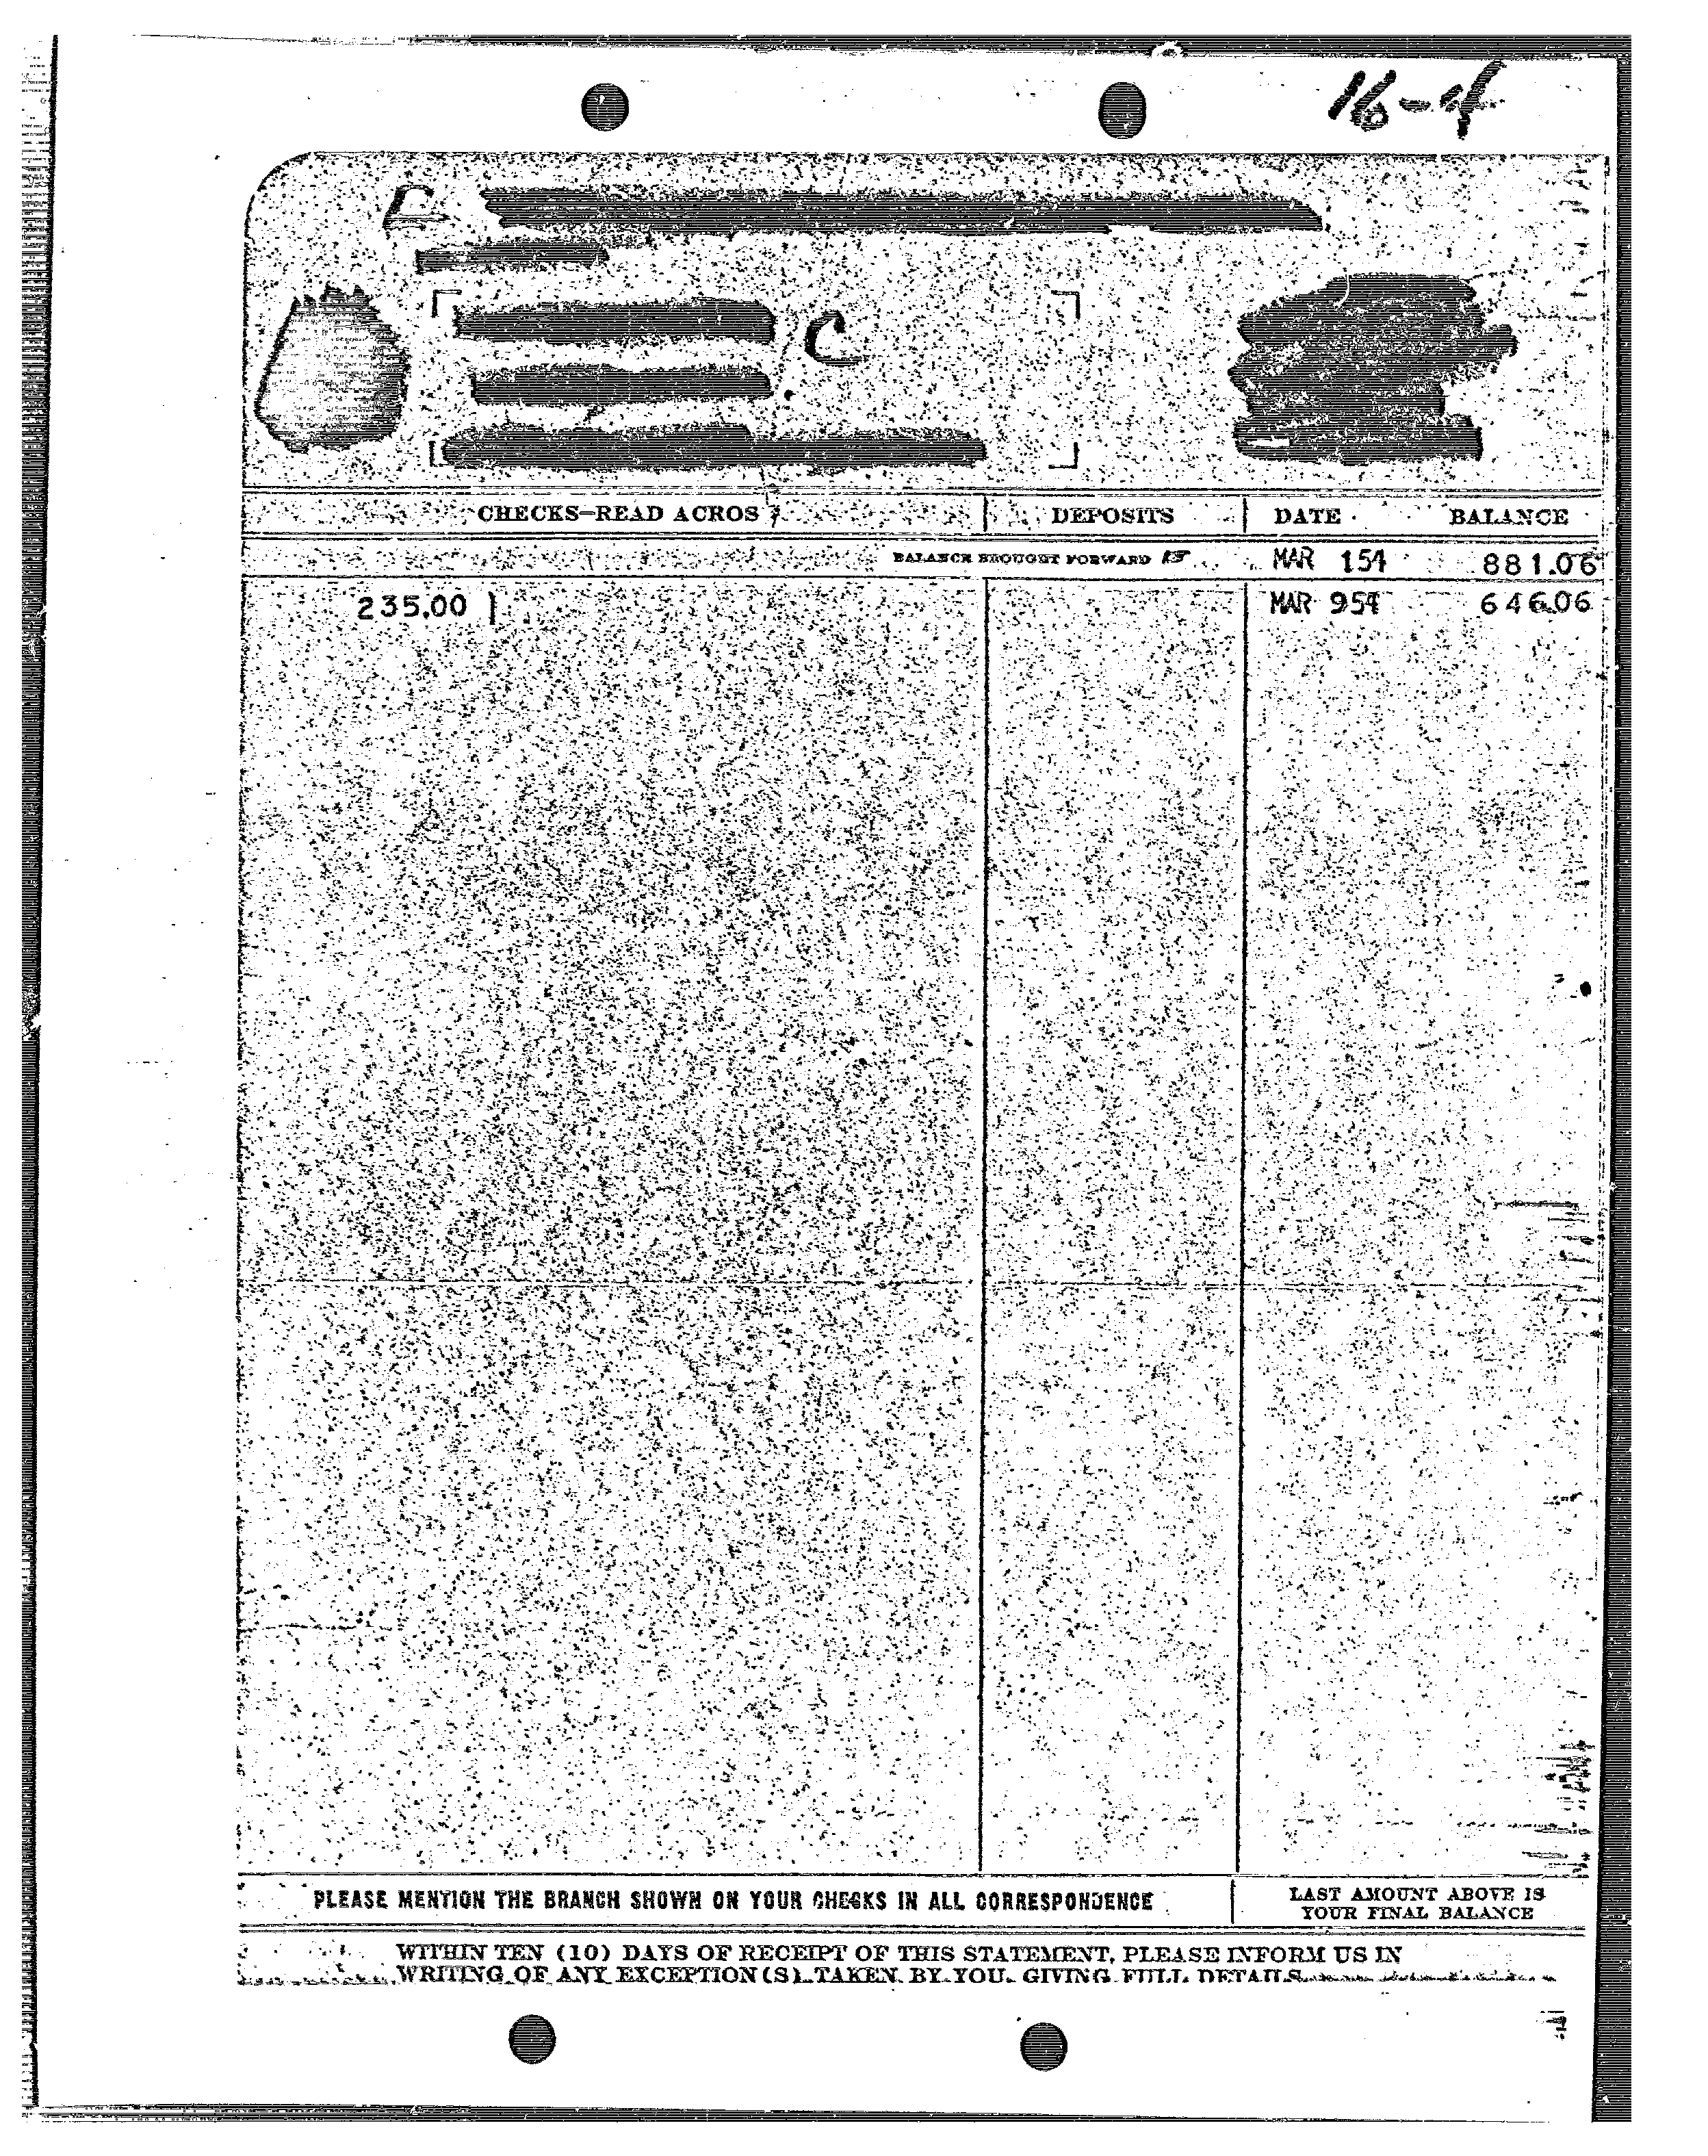 C
C
CHECKS—READ ACROSS DEPOSITS DATE BALANCE
BALANCE BROUGHT FORWARD MAR 1 54 881.06
235.00 MAR 9 54 646.06
PLEASE MENTION THE BRANCH SHOWN ON YOUR CHECKS IN ALL CORRESPONDENCE
LAST AMOUNT ABOVE IS
YOUR FINAL BALANCE
WITHIN TEN (10) DAYS OF RECEIPT OF THIS STATEMENT, PLEASE INFORM US IN
WRITING OF ANY EXCEPTION(S) TAKEN BY YOU, GIVING FULL DETAILS